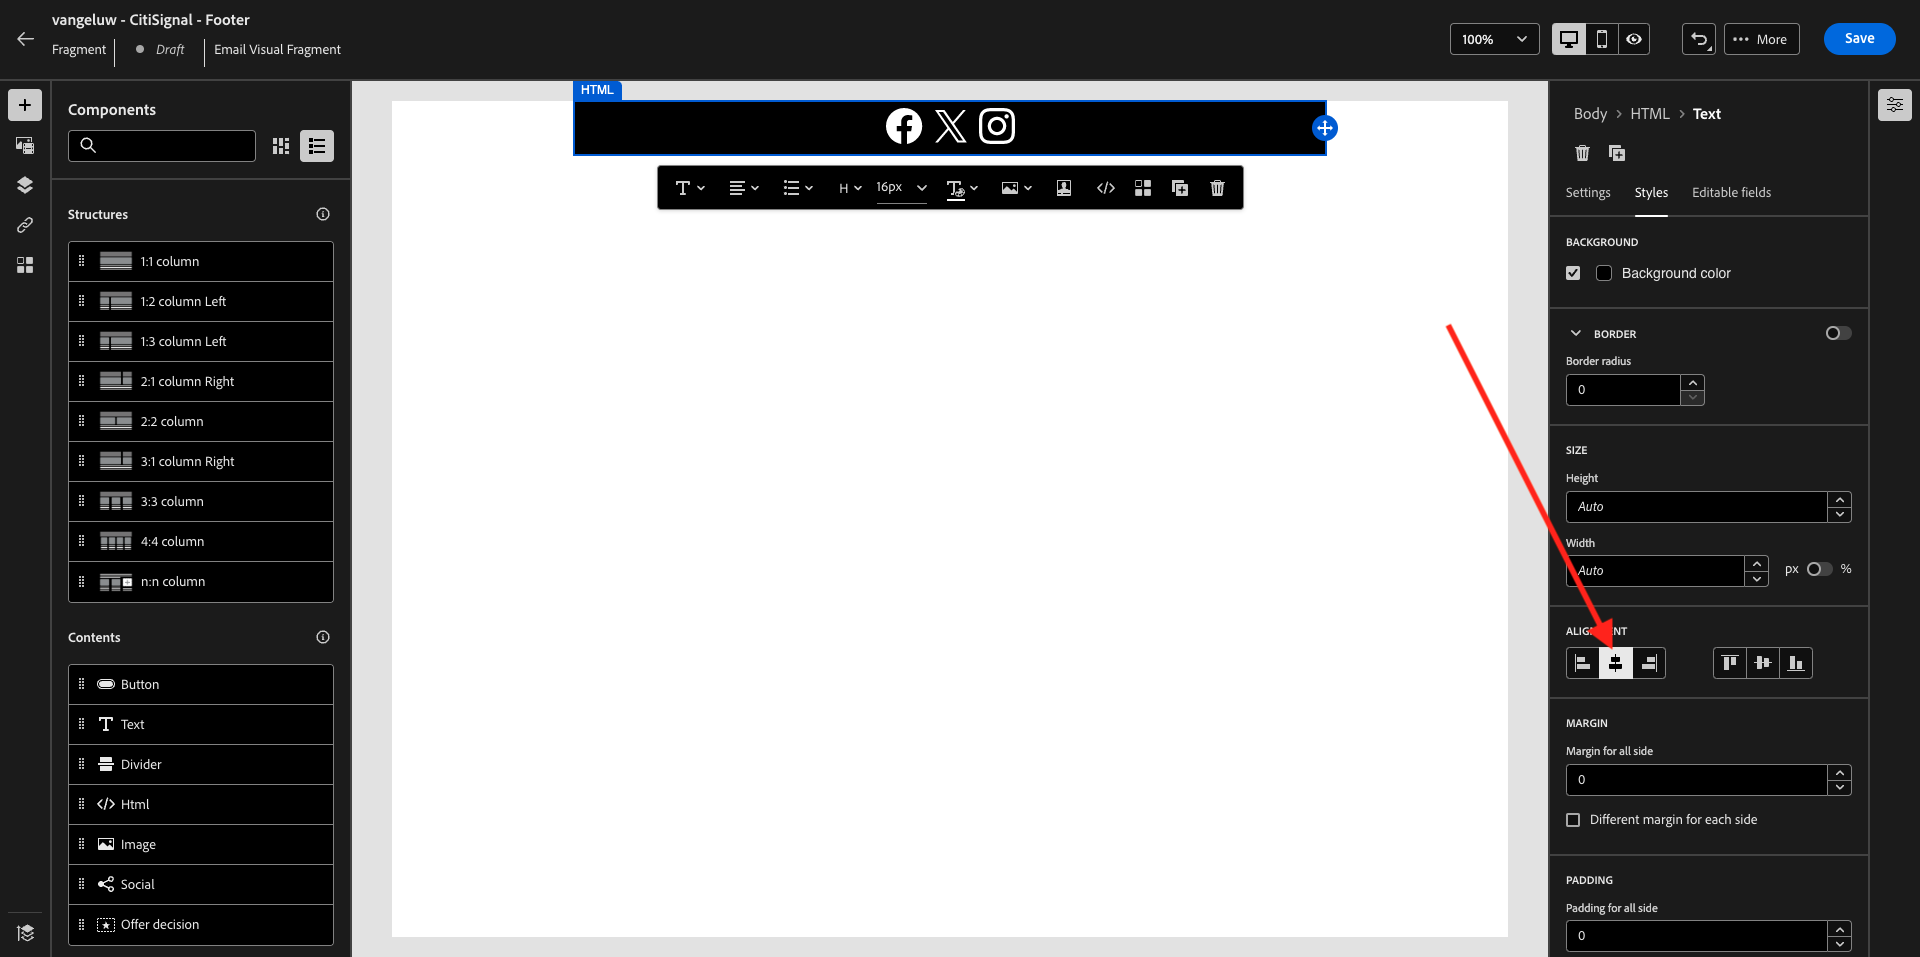 vangeluw - CitiSignal - Footer
Fragment
Draft
Email Visual Fragment
100%
More
Save
Components
Structures
1:1 column
1:2 column Left
1:3 column Left
2:1 column Right
2:2 column
3:1 column Right
3:3 column
4:4 column
n:n column
Contents
Button
Text
Divider
Html
Image
Social
Offer decision
HTML
H
16px
Body > HTML > Text
Settings
Styles
Editable fields
BACKGROUND
Background color
BORDER
Border radius
0
SIZE
Height
Auto
Width
Auto
px
%
MARGIN
Margin for all side
0
Different margin for each side
PADDING
Padding for all side
0